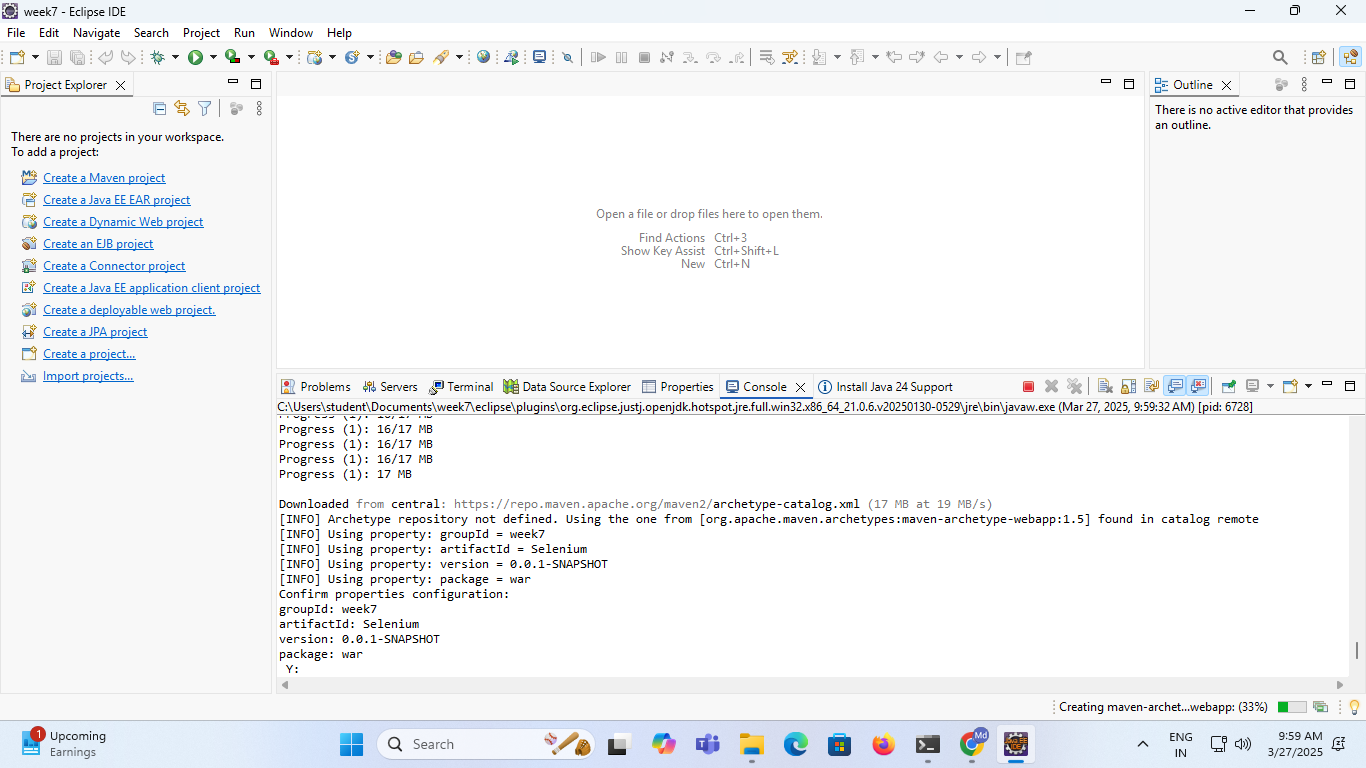 week7 - Eclipse IDE
File Edit Navigate Search Project Run Window Help
Project Explorer
There are no projects in your workspace.
To add a project:
Create a Maven project
Create a Java EE EAR project
Create a Dynamic Web project
Create an EJB project
Create a Connector project
Create a Java EE application client project
Create a deployable web project.
Create a JPA project
Create a project...
Import projects...
Open a file or drop files here to open them.
Find Actions Ctrl+3
Show Key Assist Ctrl+Shift+L
New Ctrl+N
Outline
There is no active editor that provides
an outline.
Problems Servers Terminal Data Source Explorer Properties Console Install Java 24 Support
C:\Users\student\Documents\week7\eclipse\plugins\org.eclipse.justj.openjdk.hotspot.jre.full.win32.x86_64_21.0.6.v20250130-0529\jre\bin\javaw.exe (Mar 27, 2025, 9:59:32 AM) [pid: 6728]
Progress (1): 16/17 MB
Progress (1): 16/17 MB
Progress (1): 16/17 MB
Progress (1): 16/17 MB
Progress (1): 17 MB
Downloaded from central: https://repo.maven.apache.org/maven2/archetype-catalog.xml (17 MB at 19 MB/s)
[INFO] Archetype repository not defined. Using the one from [org.apache.maven.archetypes:maven-archetype-webapp:1.5] found in catalog remote
[INFO] Using property: groupId = week7
[INFO] Using property: artifactId = Selenium
[INFO] Using property: version = 0.0.1-SNAPSHOT
[INFO] Using property: package = war
Confirm properties configuration:
groupId: week7
artifactId: Selenium
version: 0.0.1-SNAPSHOT
package: war
Y:
Creating maven-archet...webapp: (33%)
1
Upcoming
Earnings
Search
Md
ENG
IN
9:59 AM
3/27/2025